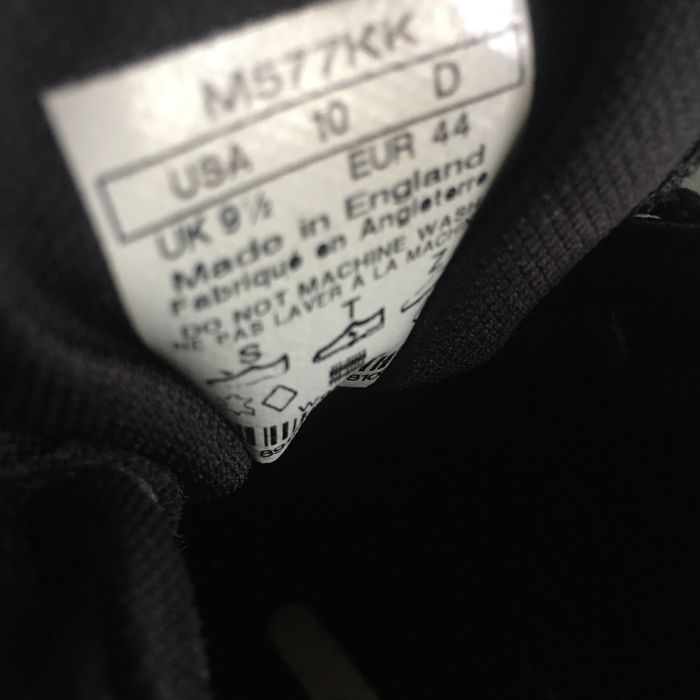 M577KK
USA 10 D
UK 9½ EUR 44
Made in England
Fabriqué en Angleterre
DO NOT MACHINE WASH
NE PAS LAVER A LA MACHINE
S T